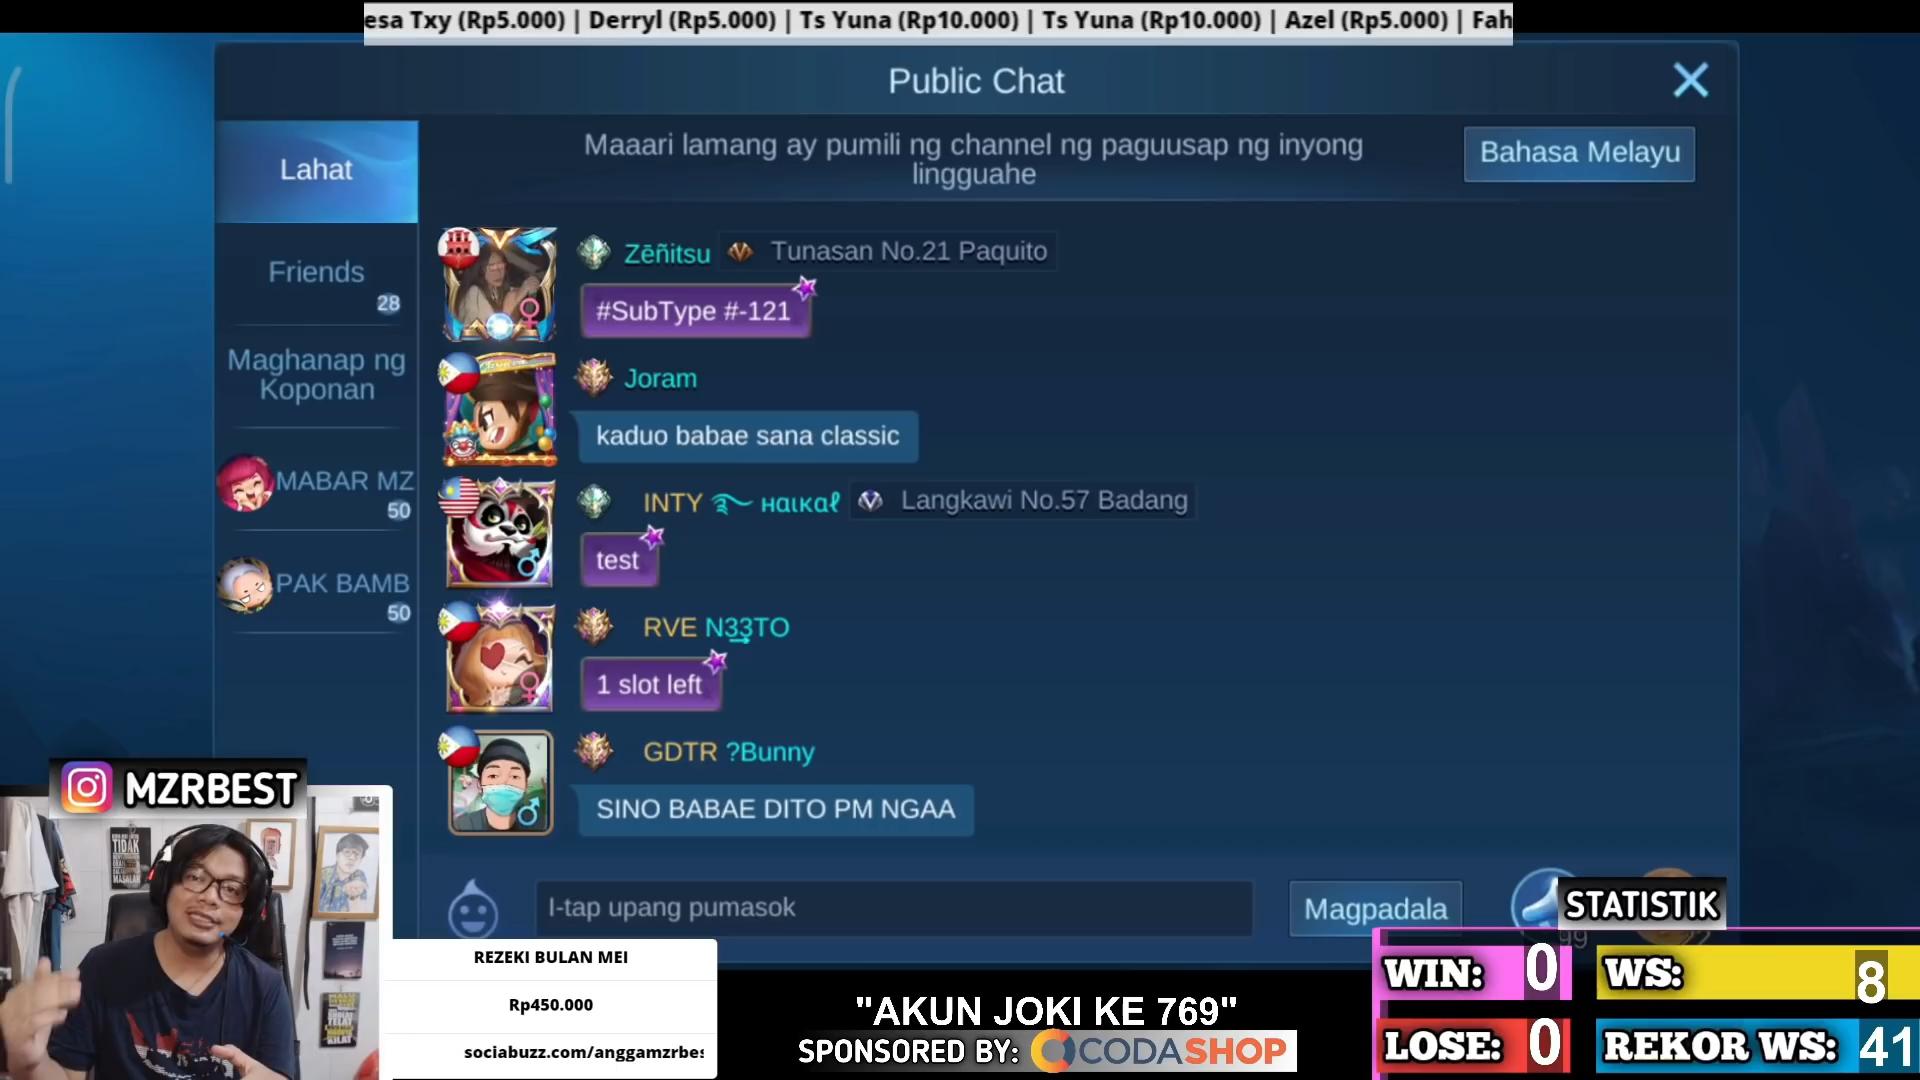 esa Txy (Rp5.000) | Derryl (Rp5.000) | Ts Yuna (Rp10.000) | Ts Yuna (Rp10.000) | Azel (Rp5.000) | Fah
Public Chat
Lahat
Maaari lamang ay pumili ng channel ng paguusap ng inyong
lingguahe
Bahasa Melayu
Friends
28
Maghanap ng
Koponan
MABAR MZ
50
PAK BAMB
50
Zēñitsu Tunasan No.21 Paquito
#SubType #-121
Joram
kaduo babae sana classic
INTY нαιкαℓ Langkawi No.57 Badang
test
RVE N33TO
1 slot left
GDTR ?Bunny
SINO BABAE DITO PM NGAA
I-tap upang pumasok
Magpadala
99
MZRBEST
TIDAK
REZEKI BULAN MEI
Rp450.000
sociabuzz.com/anggamzrbes
"AKUN JOKI KE 769"
SPONSORED BY: CODASHOP
STATISTIK
WIN: 0
WS: 8
LOSE: 0
REKOR WS: 41